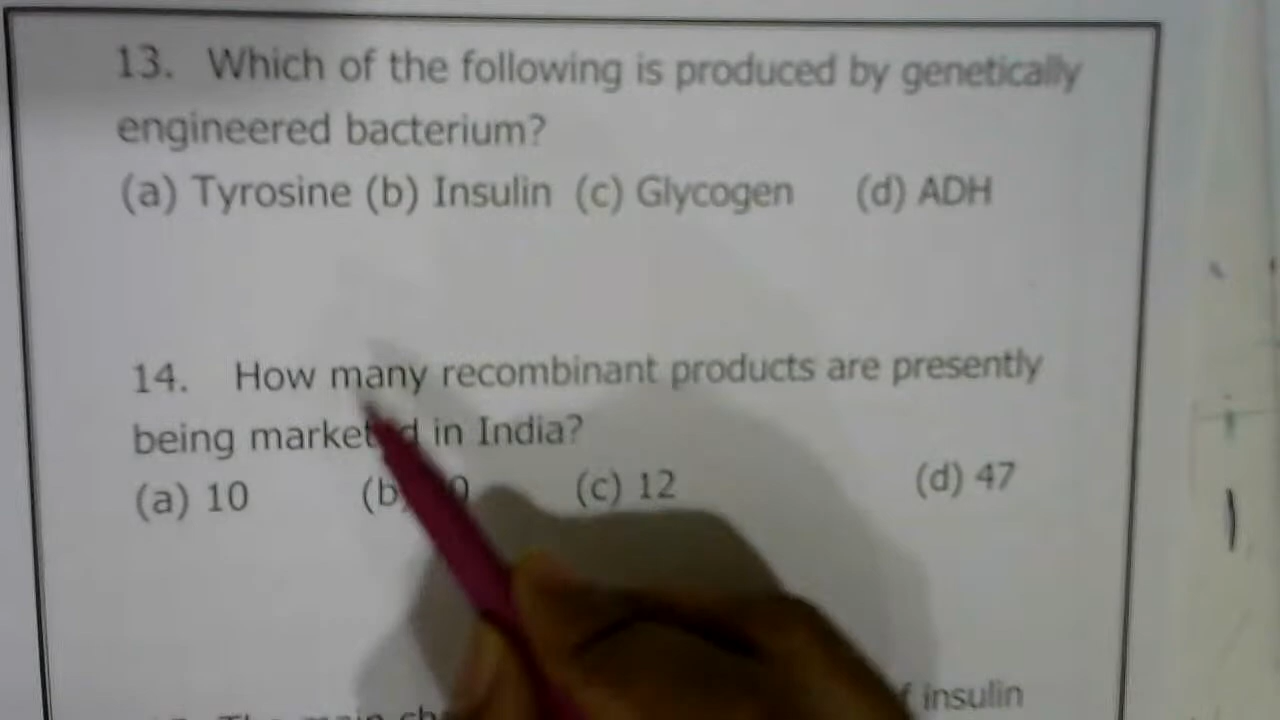 13. Which of the following is produced by genetically
engineered bacterium?
(a) Tyrosine (b) Insulin (c) Glycogen (d) ADH
14. How many recombinant products are presently
being marketed in India?
(a) 10 (b) (c) 12 (d) 47
insulin